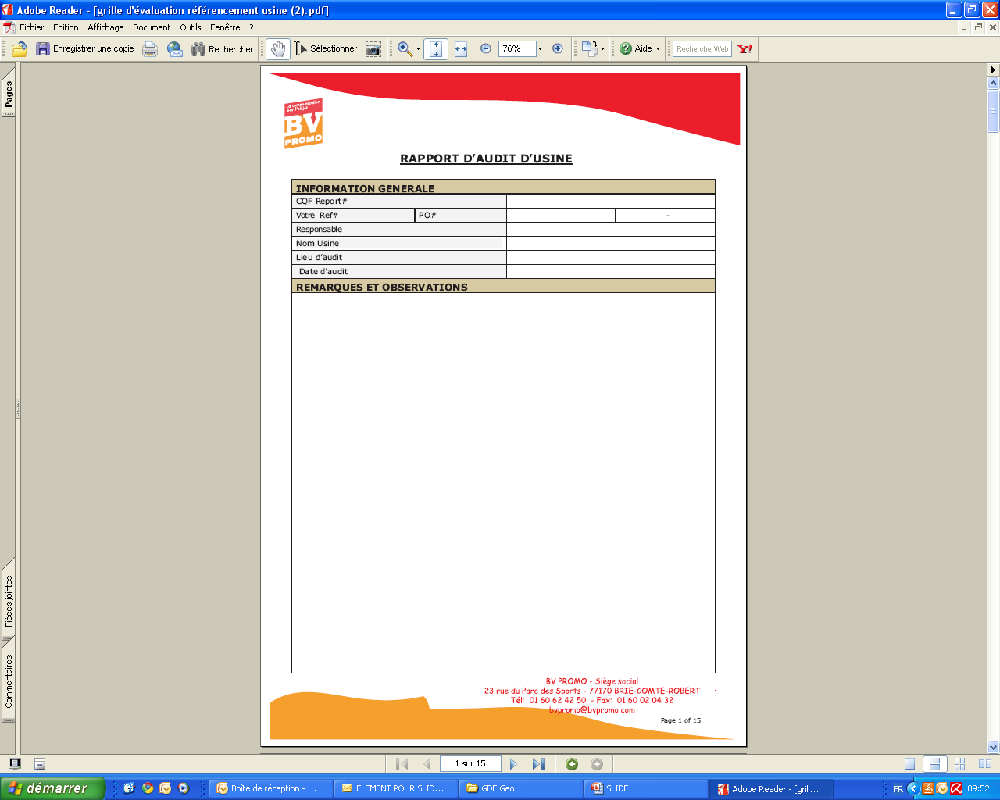 Adobe Reader - [grille d'évaluation référencement usine (2).pdf]
Fichier Edition Affichage Document Outils Fenêtre ?
Enregistrer une copie Rechercher Sélectionner 76% Aide Recherche Web Y!
Pages
La communication
par l'objet
BV
PROMO
RAPPORT D'AUDIT D'USINE
INFORMATION GENERALE
CQF Report#
Votre Ref# PO# -
Responsable
Nom Usine
Lieu d'audit
Date d'audit
REMARQUES ET OBSERVATIONS
Pièces jointes
Commentaires
BV PROMO - Siège social
23 rue du Parc des Sports - 77170 BRIE-COMTE-ROBERT
Tél: 01 60 62 42 50 - Fax: 01 60 02 04 32
bvpromo@bvpromo.com
Page 1 of 15
1 sur 15
démarrer Boîte de réception - ... ELEMENT POUR SLID... GDF Geo SLIDE Adobe Reader - [gril... FR 09:52